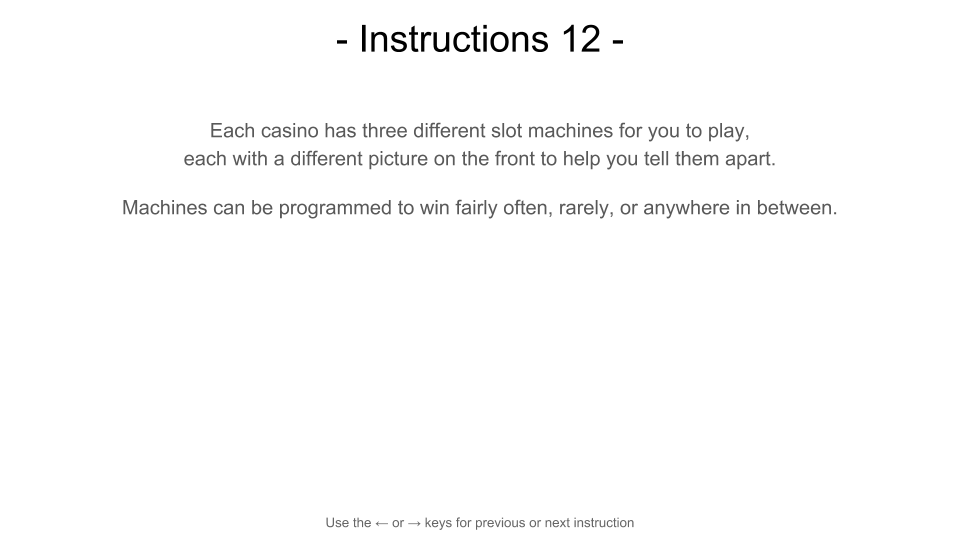 - Instructions 12 -
Each casino has three different slot machines for you to play,
each with a different picture on the front to help you tell them apart.
Machines can be programmed to win fairly often, rarely, or anywhere in between.
Use the ← or → keys for previous or next instruction